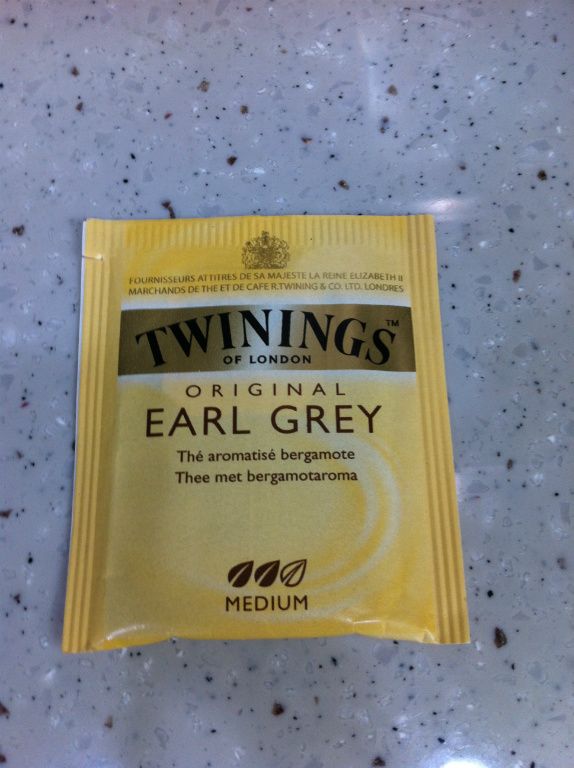 FOURNISSEURS ATTITRES DE SA MAJESTE LA REINE ELIZABETH II
MARCHANDS DE THE ET DE CAFE R.TWINING & CO. LTD. LONDRES
TWININGS™
OF LONDON
ORIGINAL
EARL GREY
Thé aromatisé bergamote
Thee met bergamotaroma
MEDIUM